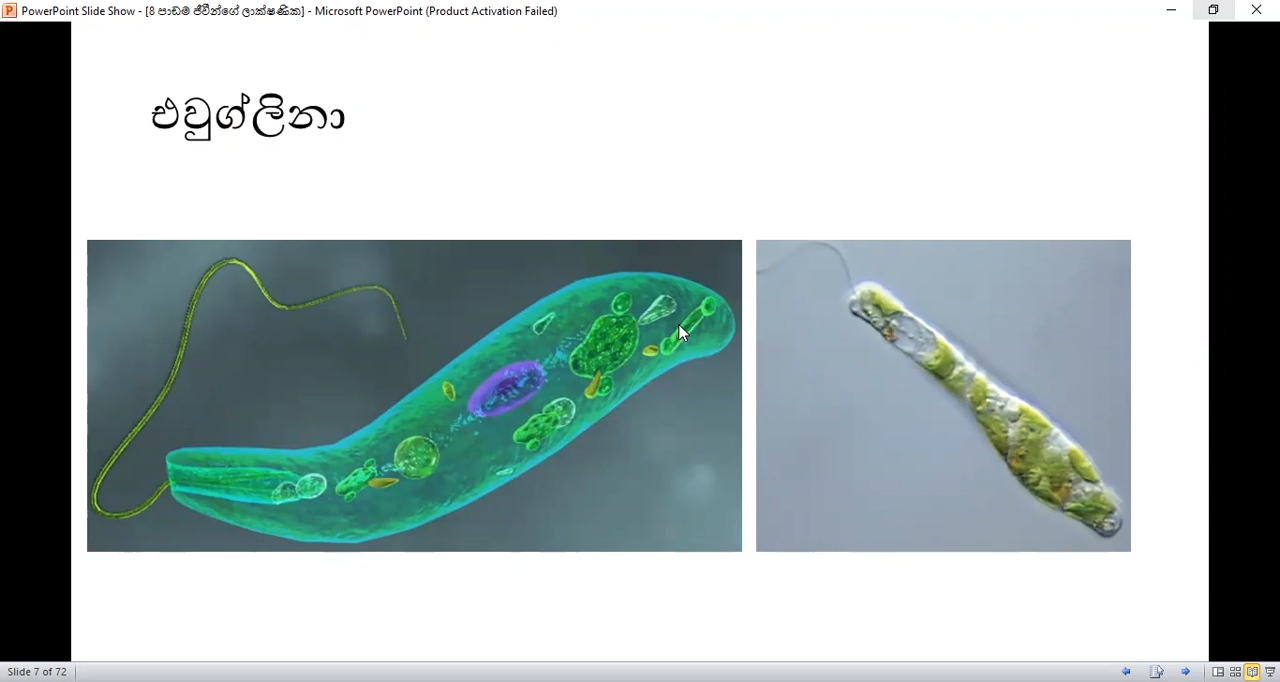 PowerPoint Slide Show - [8 පාඩම ජීවීන්ගේ ලාක්ෂණික] - Microsoft PowerPoint (Product Activation Failed)
එවුග්ලිනා
Slide 7 of 72